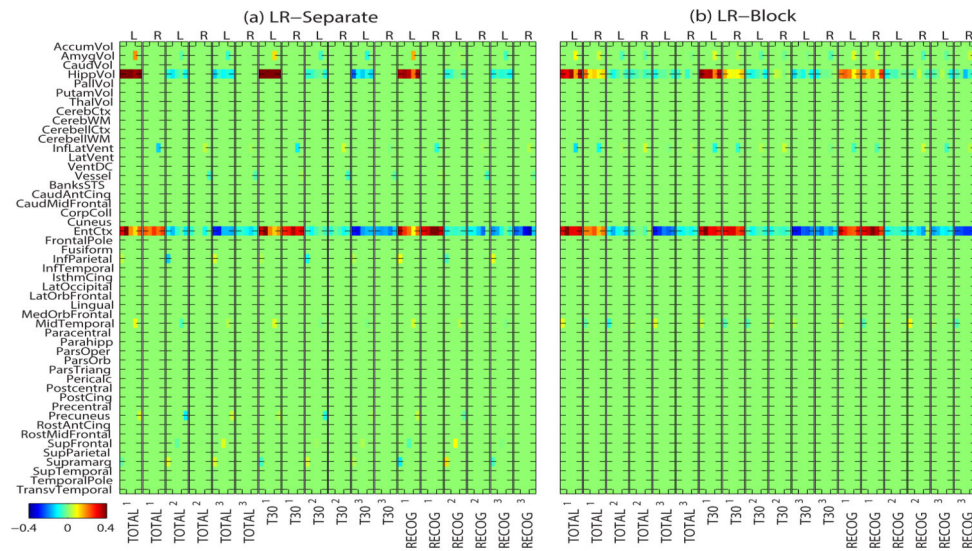 (a) LR−Separate
(b) LR−Block
L R L R L R L R L R L R L R L R L R
L R L R L R L R L R L R L R L R L R
AccumVol
AmygVol
CaudVol
HippVol
PallVol
PutamVol
ThalVol
CerebCtx
CerebWM
CerebellCtx
CerebellWM
InfLatVent
LatVent
VentDC
Vessel
BanksSTS
CaudAntCing
CaudMidFrontal
CorpColl
Cuneus
EntCtx
FrontalPole
Fusiform
InfParietal
InfTemporal
IsthmCing
LatOccipital
LatOrbFrontal
Lingual
MedOrbFrontal
MidTemporal
Paracentral
Parahipp
ParsOper
ParsOrb
ParsTriang
Pericalc
Postcentral
PostCing
Precentral
Precuneus
RostAntCing
RostMidFrontal
SupFrontal
SupParietal
Supramarg
SupTemporal
TemporalPole
TransvTemporal
−0.4 0 0.4
1 1 2 2 3 3 1 1 2 2 3 3 1 1 2 2 3 3
TOTAL TOTAL TOTAL TOTAL TOTAL TOTAL T30 T30 T30 T30 T30 T30 RECOG RECOG RECOG RECOG RECOG RECOG
1 1 2 2 3 3 1 1 2 2 3 3 1 1 2 2 3 3
TOTAL TOTAL TOTAL TOTAL TOTAL TOTAL T30 T30 T30 T30 T30 T30 RECOG RECOG RECOG RECOG RECOG RECOG